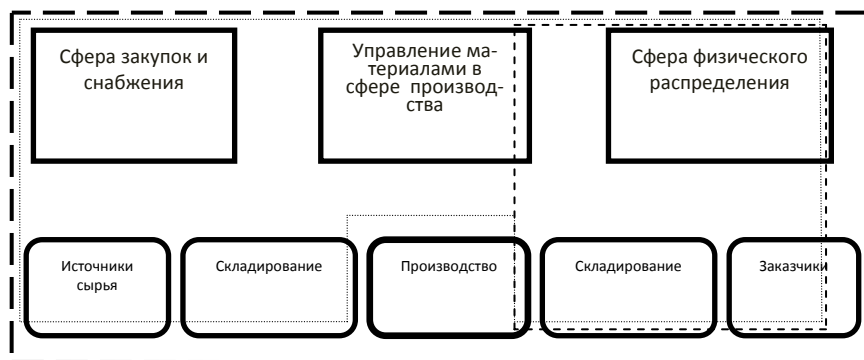 Сфера закупок и
снабжения
Управление ма-
териалами в
сфере производ-
ства
Сфера физического
распределения
Источники
сырья
Складирование
Производство
Складирование
Заказчики